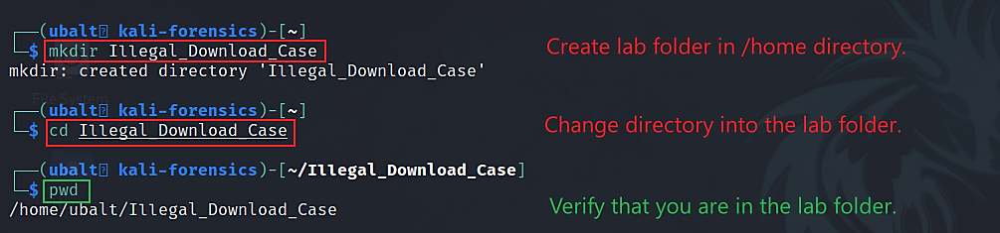 ┌──(ubalt㉿ kali-forensics)-[~]
└─$ mkdir Illegal_Download_Case
Create lab folder in /home directory.
mkdir: created directory 'Illegal_Download_Case'
File System
┌──(ubalt㉿ kali-forensics)-[~]
└─$ cd Illegal_Download_Case
Change directory into the lab folder.
┌──(ubalt㉿ kali-forensics)-[~/Illegal_Download_Case]
└─$ pwd
/home/ubalt/Illegal_Download_Case
Verify that you are in the lab folder.